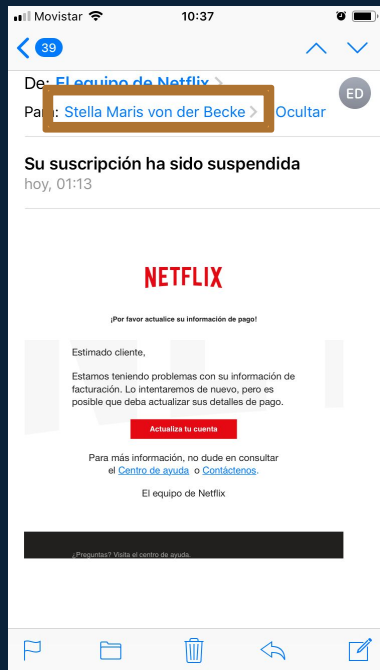 Movistar 10:37
39
De: El equipo de Netflix
ED
Para: Stella Maris von der Becke Ocultar
Su suscripción ha sido suspendida
hoy, 01:13
NETFLIX
¡Por favor actualice su información de pago!
Estimado cliente,
Estamos teniendo problemas con su información de
facturación. Lo intentaremos de nuevo, pero es
posible que deba actualizar sus detalles de pago.
Actualiza tu cuenta
Para más información, no dude en consultar
el Centro de ayuda o Contáctenos.
El equipo de Netflix
¿Preguntas? Visita el centro de ayuda.